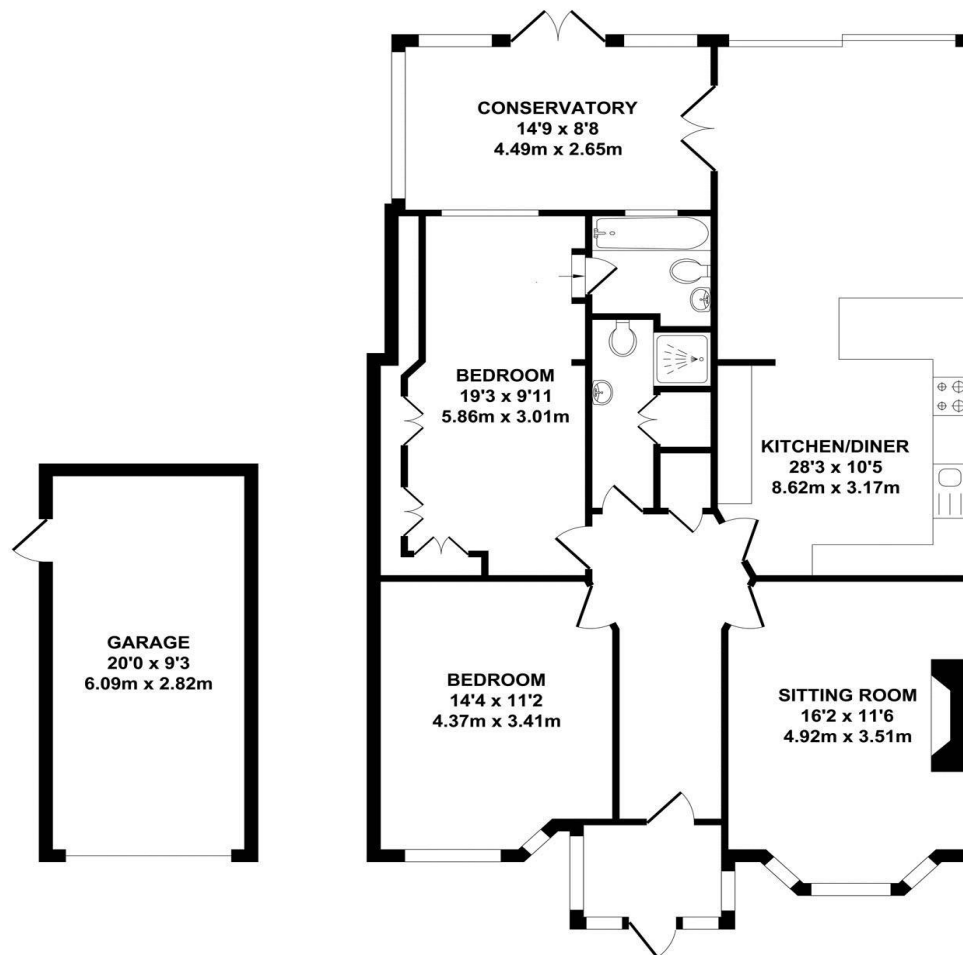 CONSERVATORY
14'9 x 8'8
4.49m x 2.65m
BEDROOM
19'3 x 9'11
5.86m x 3.01m
KITCHEN/DINER
28'3 x 10'5
8.62m x 3.17m
GARAGE
20'0 x 9'3
6.09m x 2.82m
BEDROOM
14'4 x 11'2
4.37m x 3.41m
SITTING ROOM
16'2 x 11'6
4.92m x 3.51m